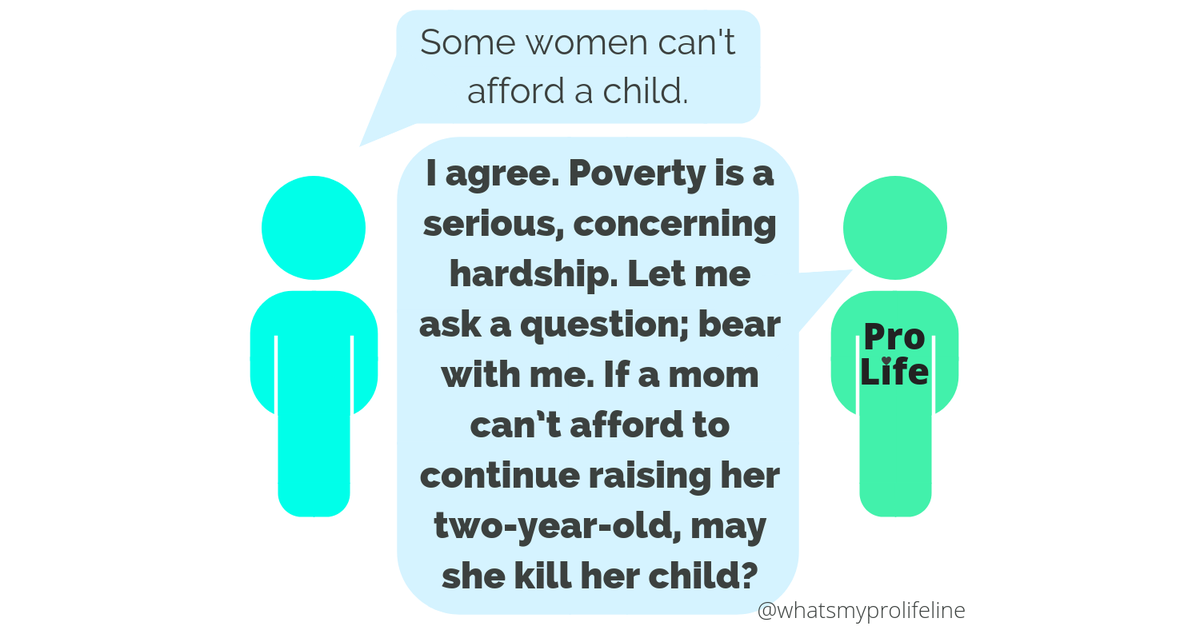 Some women can't
afford a child.
I agree. Poverty is a
serious, concerning
hardship. Let me
ask a question; bear
with me. If a mom
can't afford to
continue raising her
two-year-old, may
she kill her child?
Pro
Life
@whatsmyprolifeline